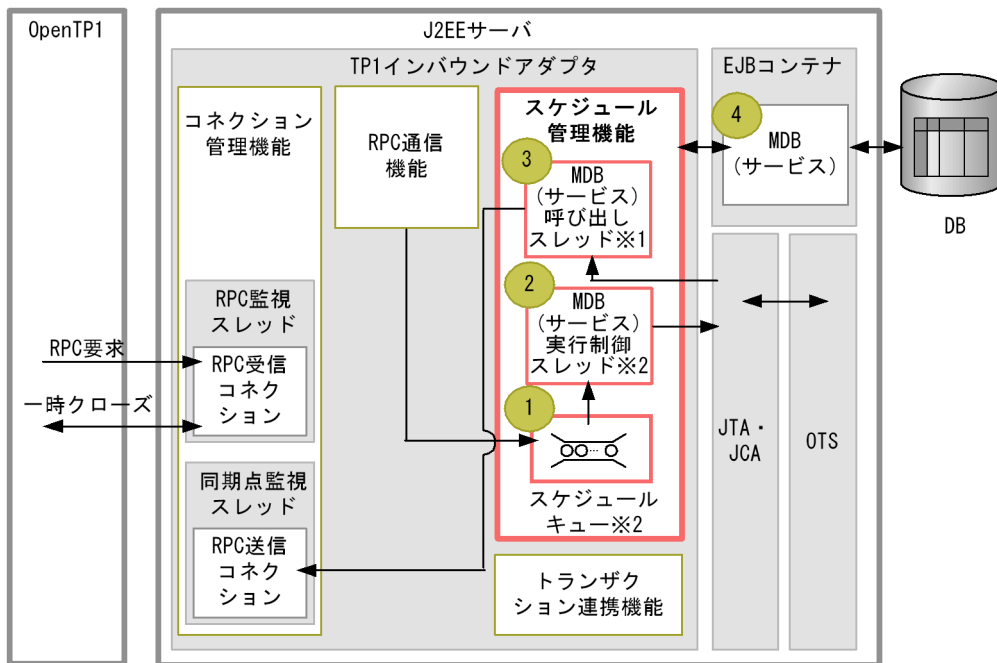 OpenTP1
J2EEサーバ
TP1インバウンドアダプタ
EJBコンテナ
コネクション
管理機能
RPC通信
機能
スケジュール
管理機能
4
MDB
(サービス)
DB
3
MDB
(サービス)
呼び出し
スレッド※1
2
MDB
(サービス)
実行制御
スレッド※2
1
…
スケジュール
キュー※2
RPC監視
スレッド
RPC要求
RPC受信
コネク
ション
一時クローズ
同期点監視
スレッド
RPC送信
コネク
ション
トランザク
ション連携機能
JTA・
JCA
OTS